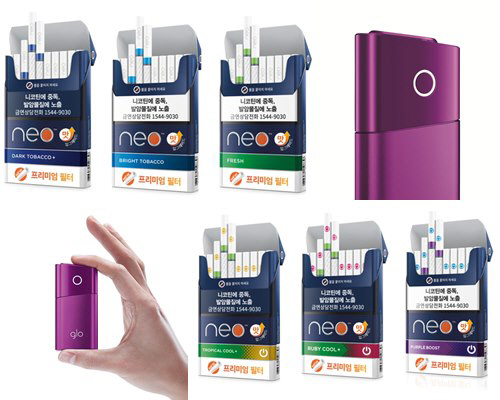 니코틴에 중독,
발암물질에 노출
금연상담전화 1544-9030
neo 맛
DARK TOBACCO+
프리미엄 필터
니코틴에 중독,
발암물질에 노출
금연상담전화 1544-9030
neo 맛
BRIGHT TOBACCO
프리미엄 필터
니코틴에 중독,
발암물질에 노출
금연상담전화 1544-9030
neo 맛
FRESH
프리미엄 필터
glo
니코틴에 중독,
발암물질에 노출
금연상담전화 1544-9030
neo 맛
TROPICAL COOL+
프리미엄 필터
니코틴에 중독,
발암물질에 노출
금연상담전화 1544-9030
neo 맛
RUBY COOL+
프리미엄 필터
니코틴에 중독,
발암물질에 노출
금연상담전화 1544-9030
neo 맛
PURPLE BOOST
프리미엄 필터